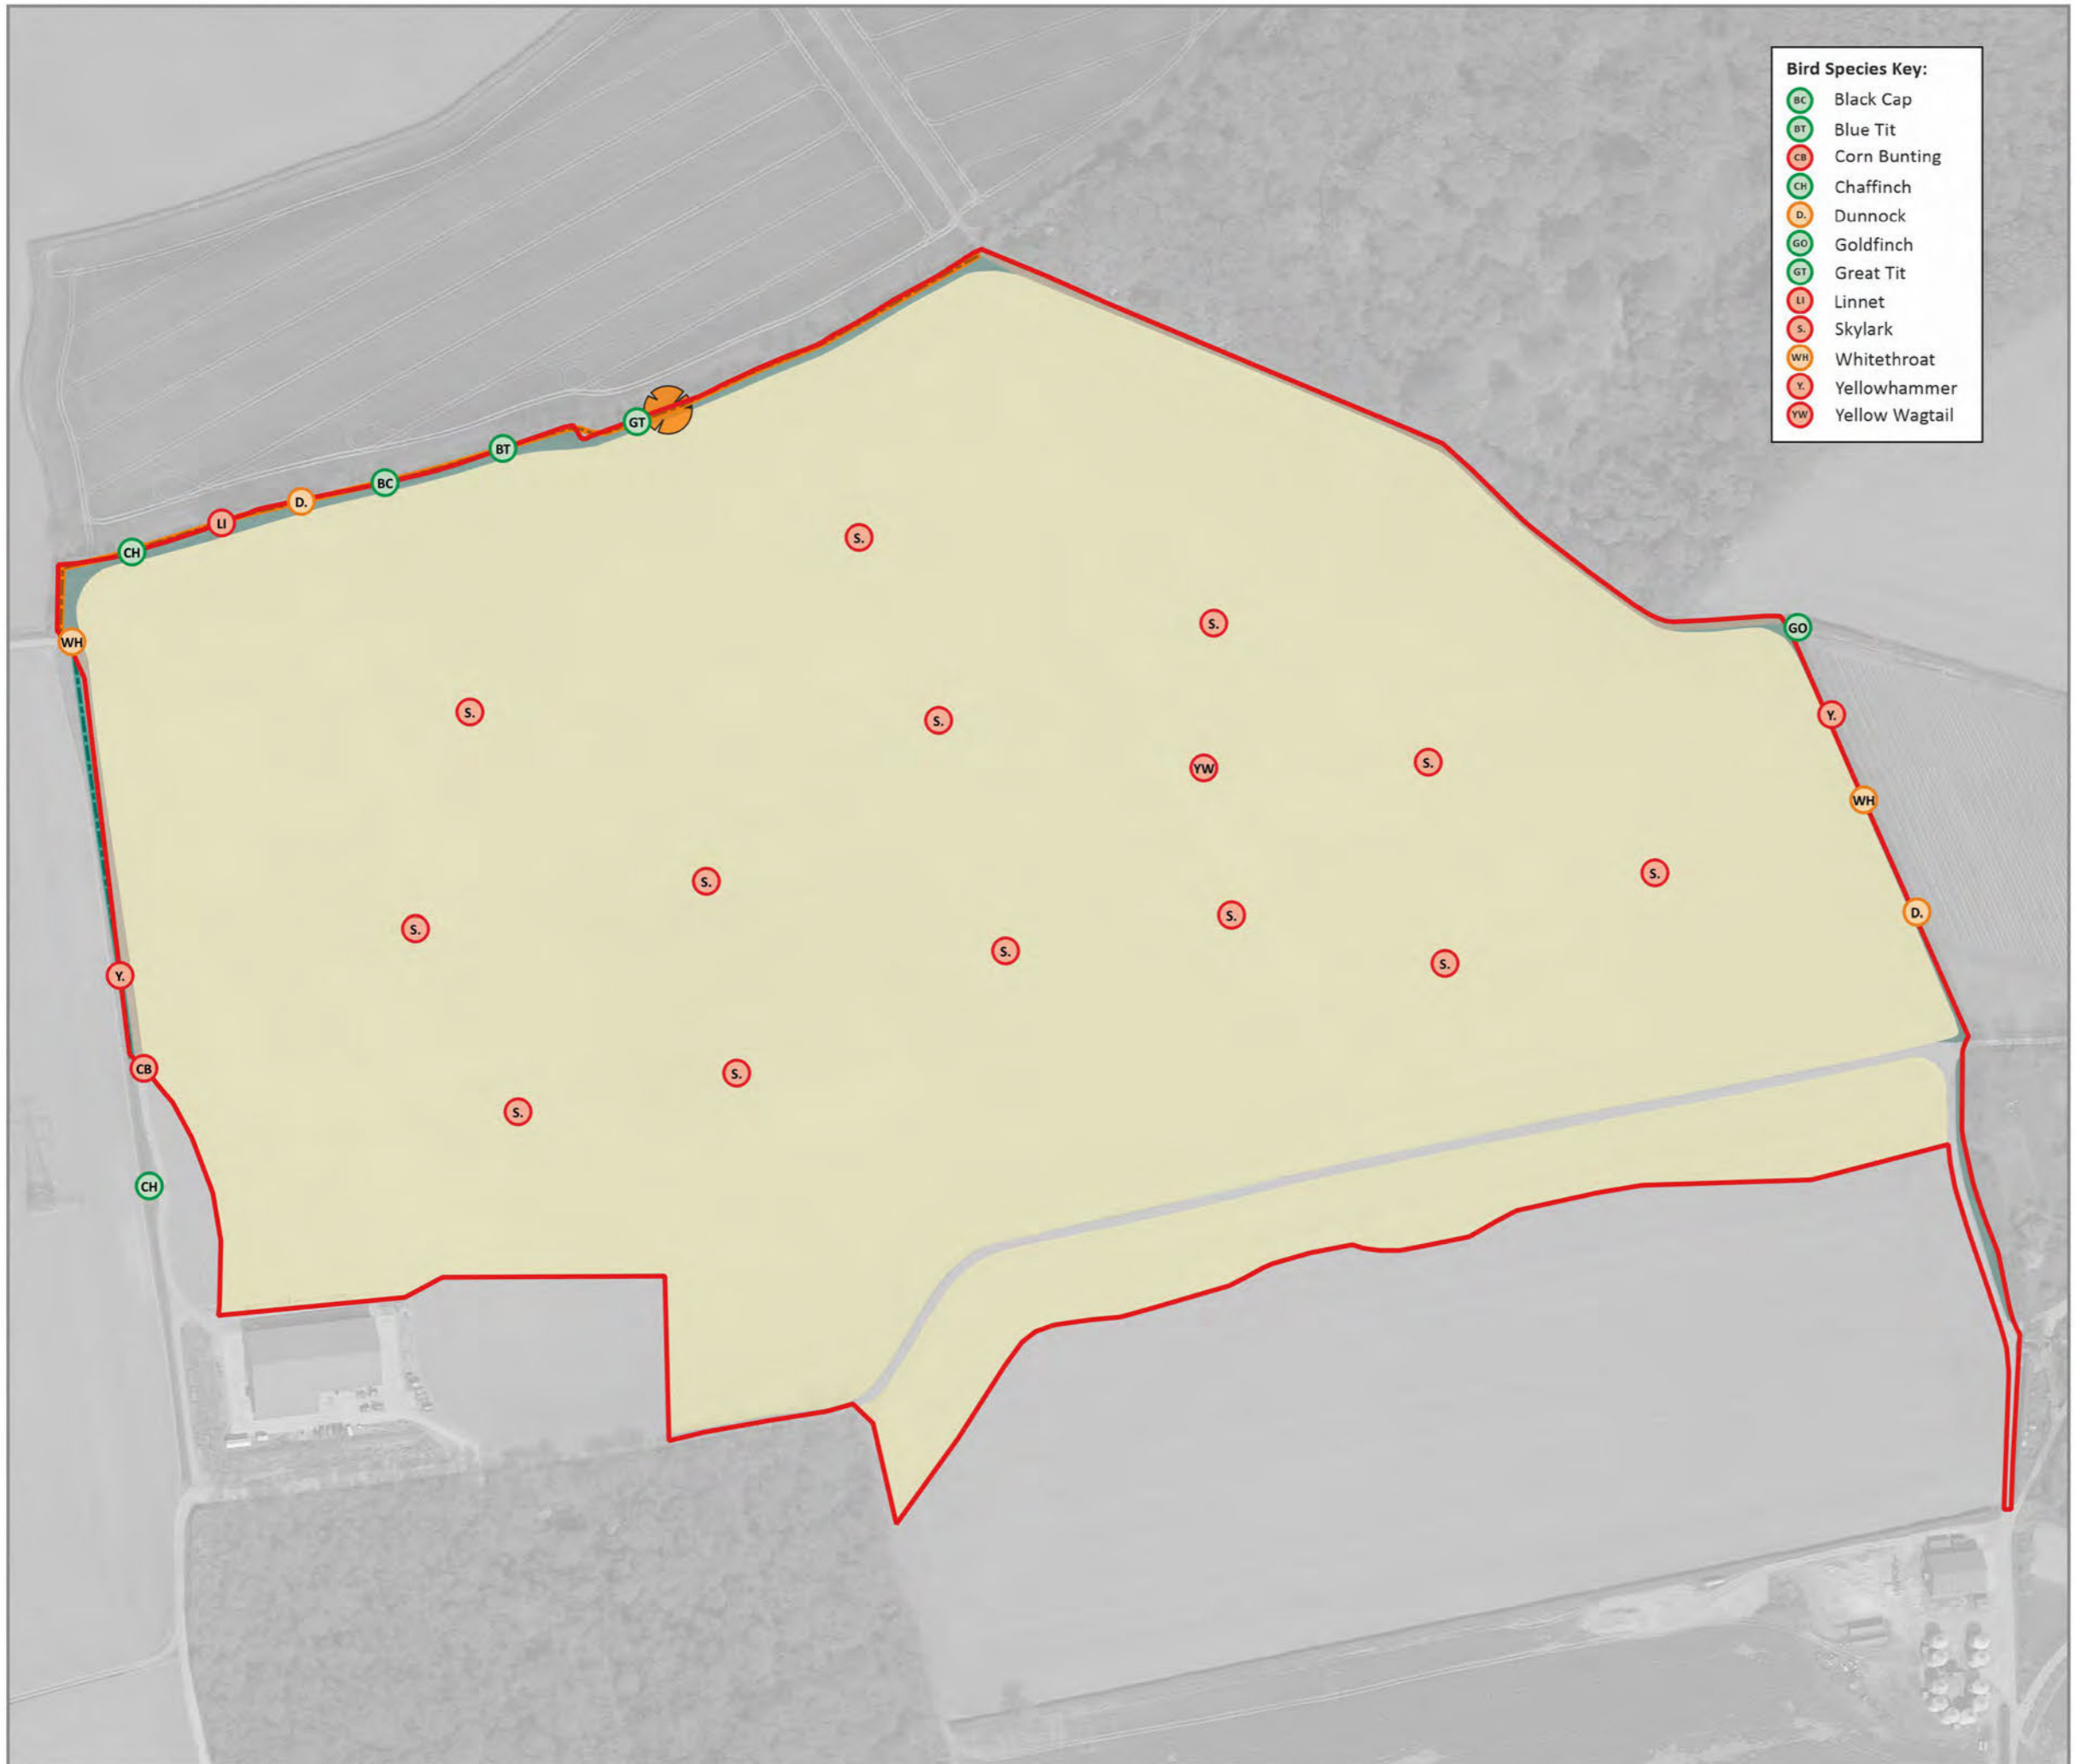 Bird Species Key:
BC Black Cap
BT Blue Tit
CB Corn Bunting
CH Chaffinch
D. Dunnock
GO Goldfinch
GT Great Tit
LI Linnet
S. Skylark
WH Whitethroat
Y. Yellowhammer
YW Yellow Wagtail
GT
BT
BC
D.
LI
S.
CH
S.
GO
WH
S.
Y.
S.
S.
YW
WH
S.
S.
D.
S.
S.
S.
S.
Y.
CB
S.
S.
CH